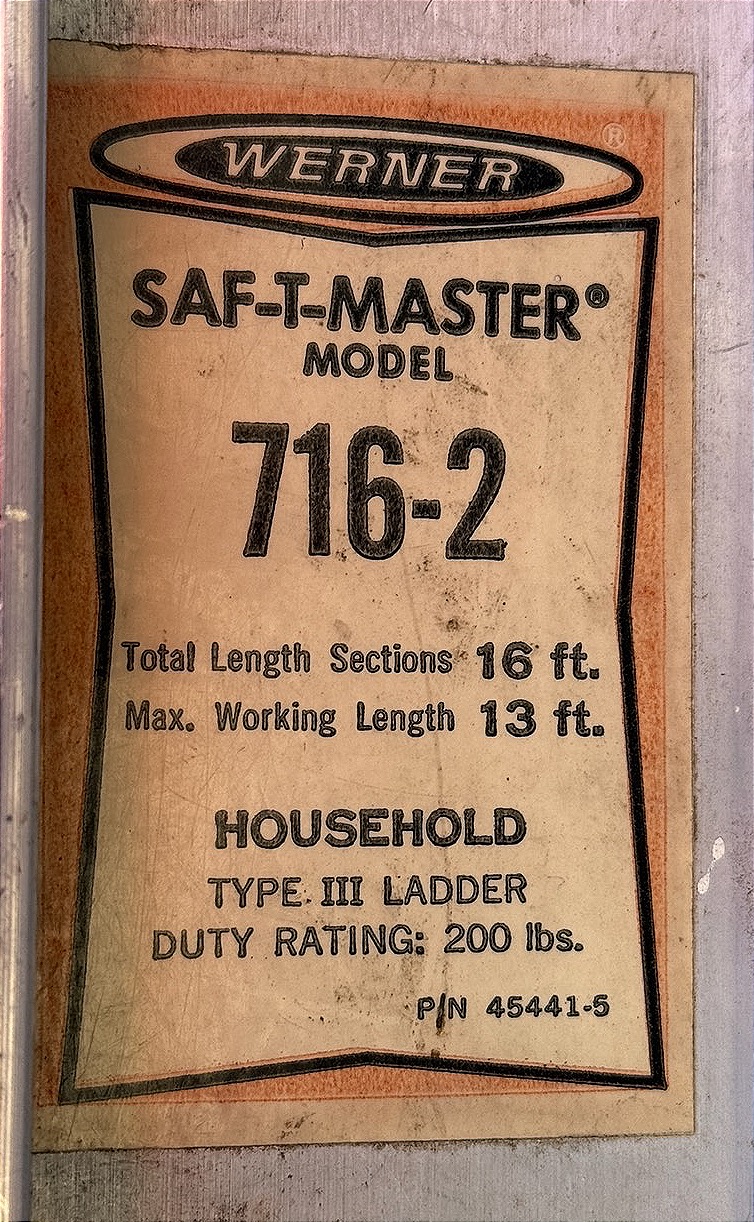 WERNER ®
SAF-T-MASTER®
MODEL
716-2
Total Length Sections 16 ft.
Max. Working Length 13 ft.
HOUSEHOLD
TYPE III LADDER
DUTY RATING: 200 lbs.
P/N 45441-5